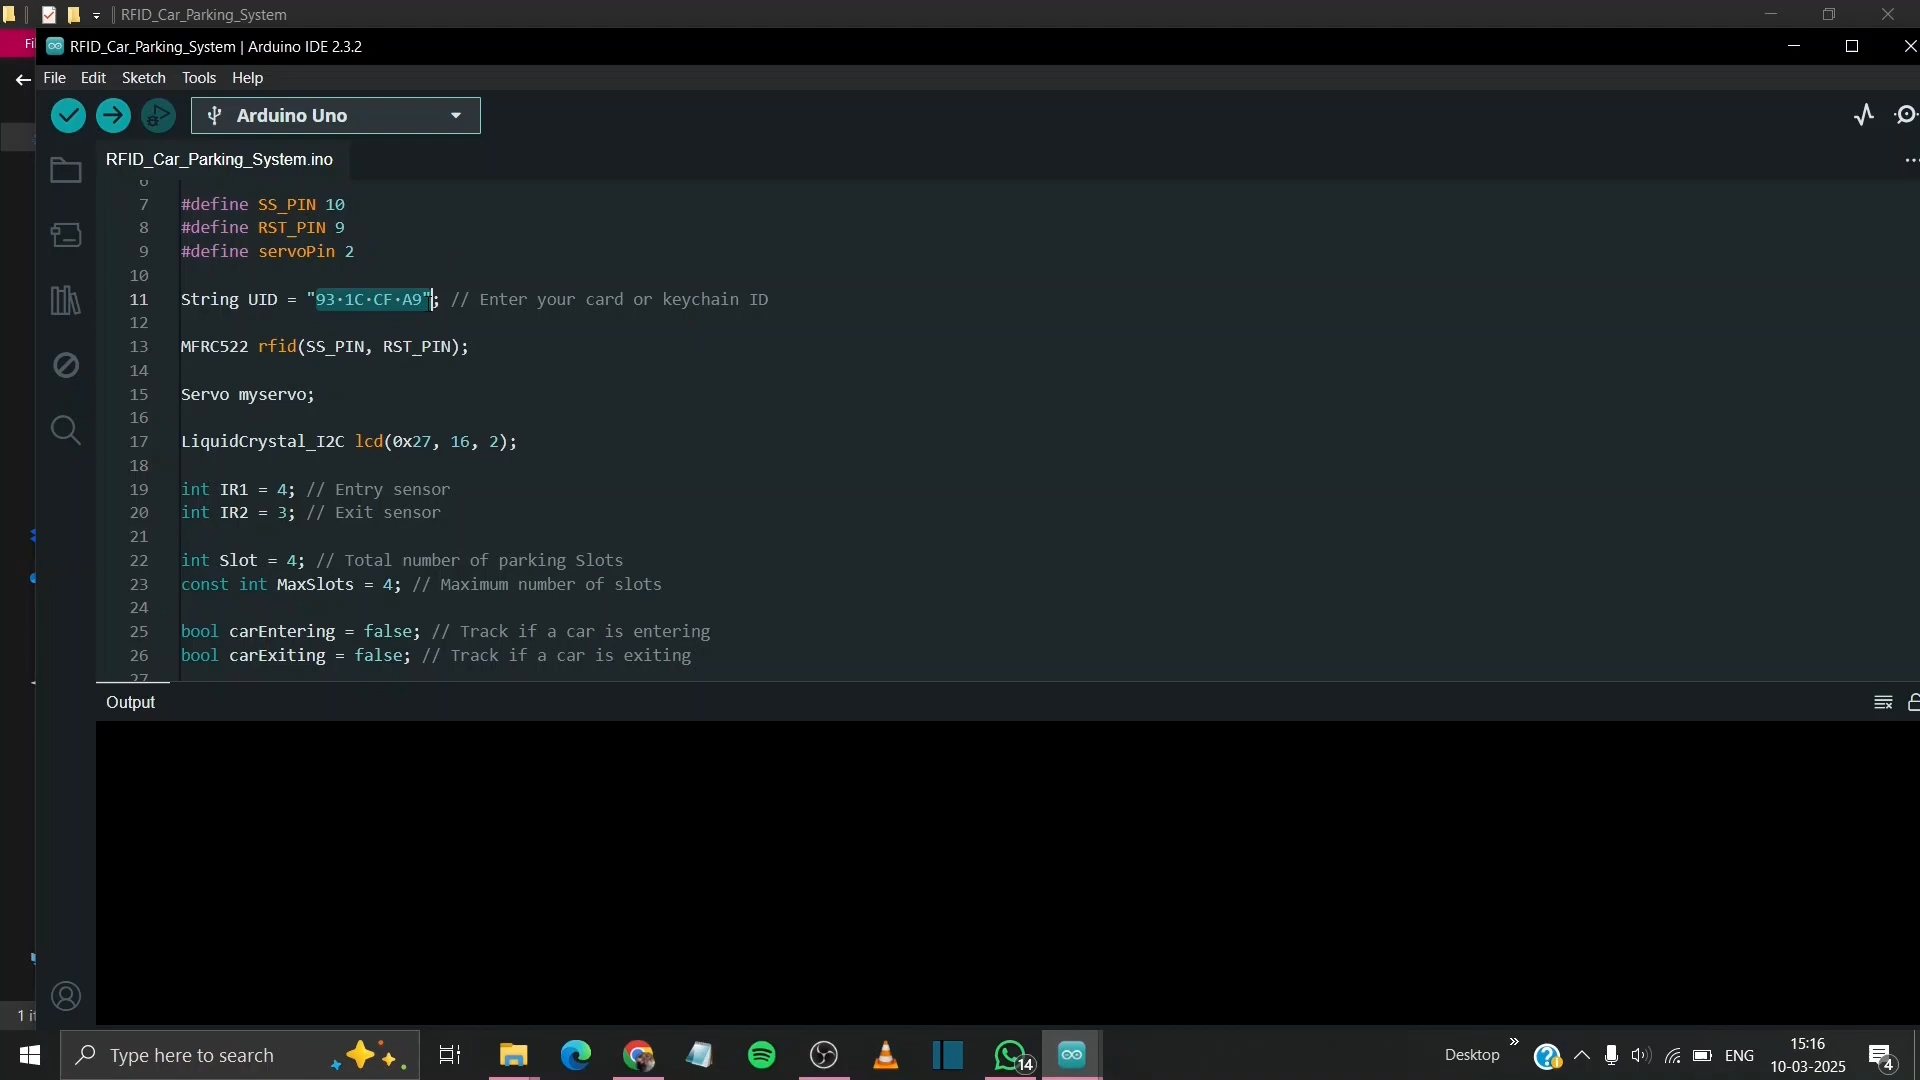 RFID_Car_Parking_System
RFID_Car_Parking_System | Arduino IDE 2.3.2
File Edit Sketch Tools Help
Arduino Uno
RFID_Car_Parking_System.ino
6
7 #define SS_PIN 10
8 #define RST_PIN 9
9 #define servoPin 2
10
11 String UID = "93·1C·CF·A9"; // Enter your card or keychain ID
12
13 MFRC522 rfid(SS_PIN, RST_PIN);
14
15 Servo myservo;
16
17 LiquidCrystal_I2C lcd(0x27, 16, 2);
18
19 int IR1 = 4; // Entry sensor
20 int IR2 = 3; // Exit sensor
21
22 int Slot = 4; // Total number of parking Slots
23 const int MaxSlots = 4; // Maximum number of slots
24
25 bool carEntering = false; // Track if a car is entering
26 bool carExiting = false; // Track if a car is exiting
27
Output
Type here to search
14
Desktop
ENG
15:16
10-03-2025
4